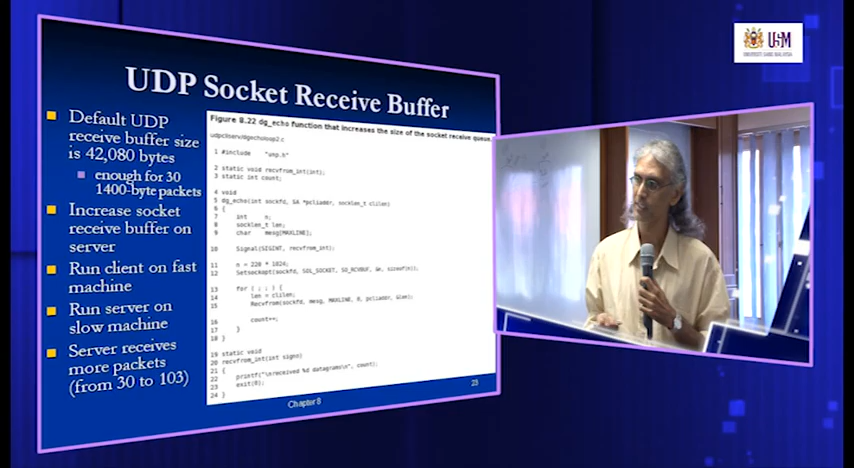 USM
UNIVERSITI SAINS MALAYSIA
UDP Socket Receive Buffer
Default UDP
receive buffer size
is 42,080 bytes
enough for 30
1400-byte packets
Increase socket
receive buffer on
server
Run client on fast
machine
Run server on
slow machine
Server receives
more packets
(from 30 to 103)
Figure 8.22 dg_echo function that increases the size of the socket receive queue.
udpcliserv/dgecholoop2.c
1 #include "unp.h"
2 static void recvfrom_int(int);
3 static int count;
4 void
5 dg_echo(int sockfd, SA *pcliaddr, socklen_t clilen)
6 {
7 int n;
8 socklen_t len;
9 char mesg[MAXLINE];
10 Signal(SIGINT, recvfrom_int);
11 n = 220 * 1024;
12 Setsockopt(sockfd, SOL_SOCKET, SO_RCVBUF, &n, sizeof(n));
13 for ( ; ; ) {
14 len = clilen;
15 Recvfrom(sockfd, mesg, MAXLINE, 0, pcliaddr, &len);
16 count++;
17 }
18 }
19 static void
20 recvfrom_int(int signo)
21 {
22 printf("\nreceived %d datagrams\n", count);
23 exit(0);
24 }
Chapter 8
23